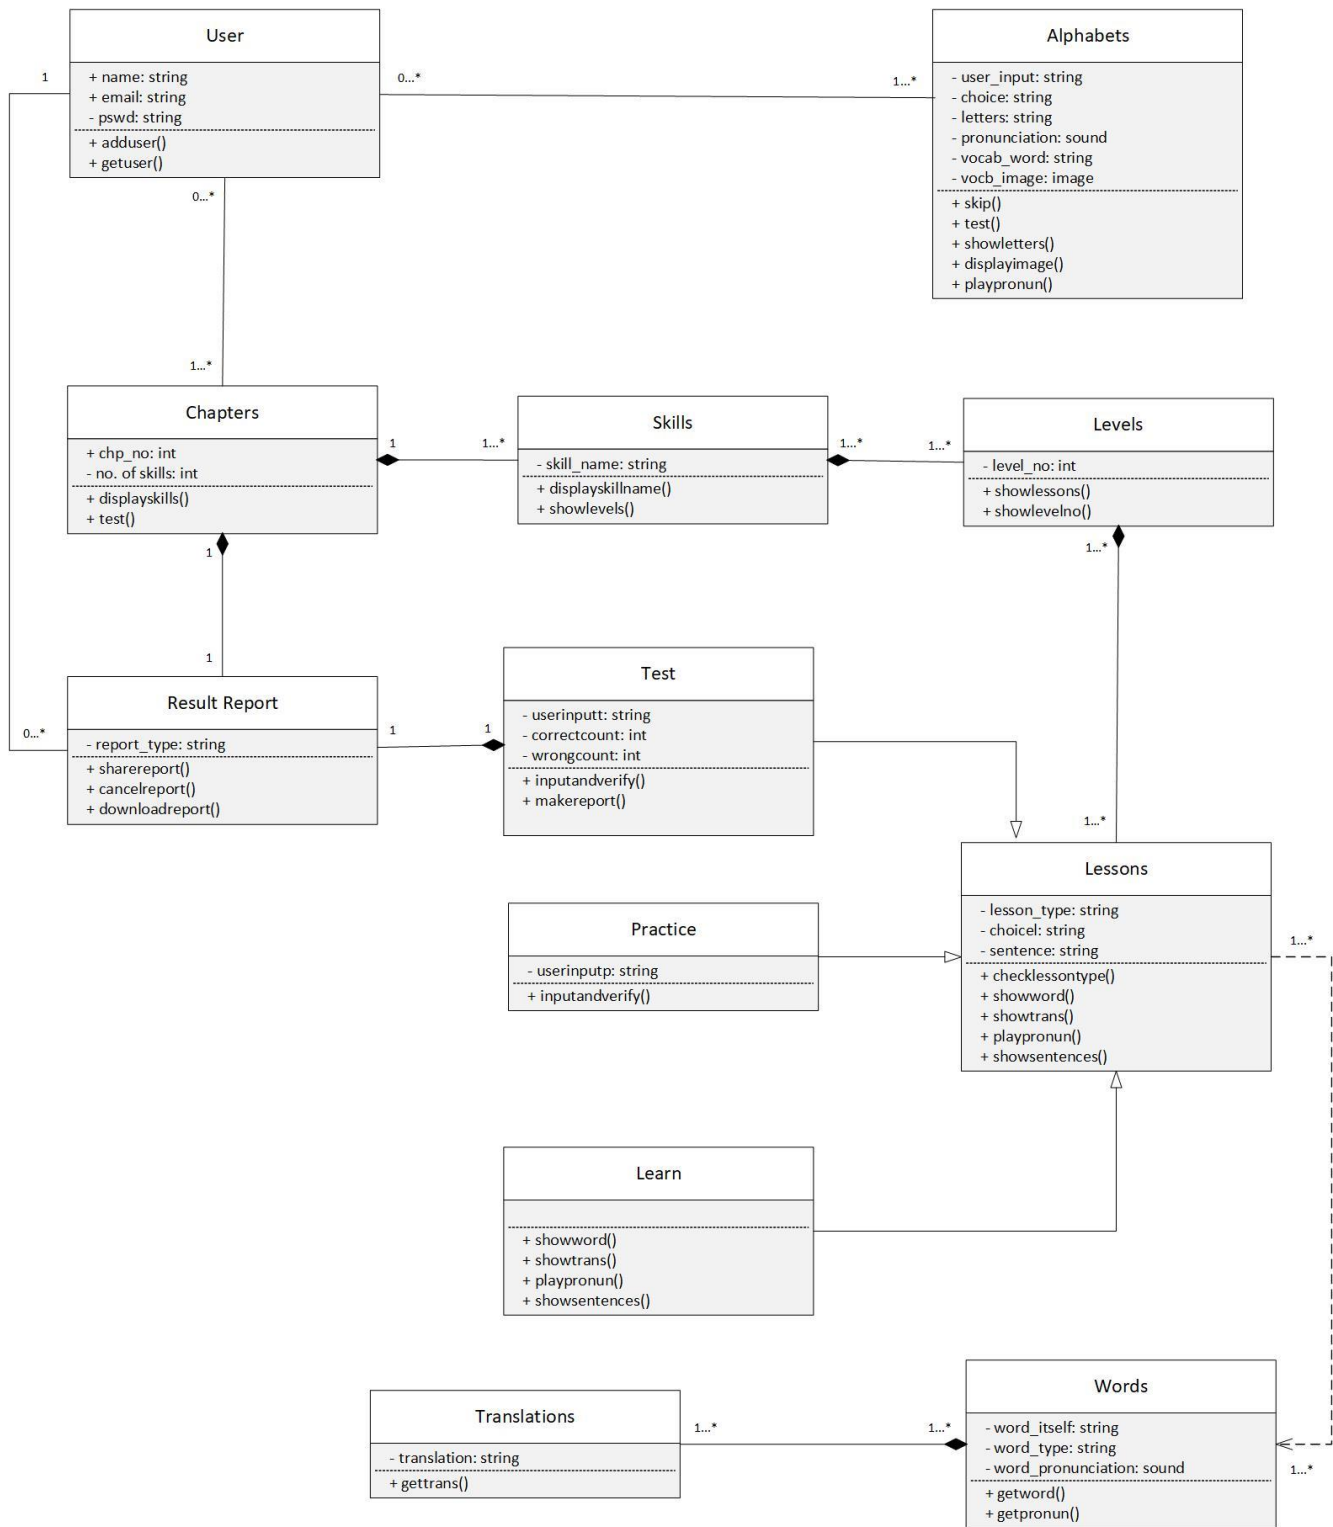 User
+ name: string
+ email: string
- pswd: string
+ adduser()
+ getuser()
1
0...*
1...*
Alphabets
- user_input: string
- choice: string
- letters: string
- pronunciation: sound
- vocab_word: string
- vocb_image: image
+ skip()
+ test()
+ showletters()
+ displayimage()
+ playpronun()
0...*
1...*
Chapters
+ chp_no: int
- no. of skills: int
+ displayskills()
+ test()
1
1...*
Skills
- skill_name: string
+ displayskillname()
+ showlevels()
1...*
1...*
Levels
- level_no: int
+ showlessons()
+ showlevelno()
1
1
1...*
1...*
Result Report
- report_type: string
+ sharereport()
+ cancelreport()
+ downloadreport()
0...*
1
1
Test
- userinputt: string
- correctcount: int
- wrongcount: int
+ inputandverify()
+ makereport()
Lessons
- lesson_type: string
- choicel: string
- sentence: string
+ checklessontype()
+ showword()
+ showtrans()
+ playpronun()
+ showsentences()
1...*
Practice
- userinputp: string
+ inputandverify()
Learn
+ showword()
+ showtrans()
+ playpronun()
+ showsentences()
Translations
- translation: string
+ gettrans()
1...*
1...*
Words
- word_itself: string
- word_type: string
- word_pronunciation: sound
+ getword()
+ getpronun()
1...*